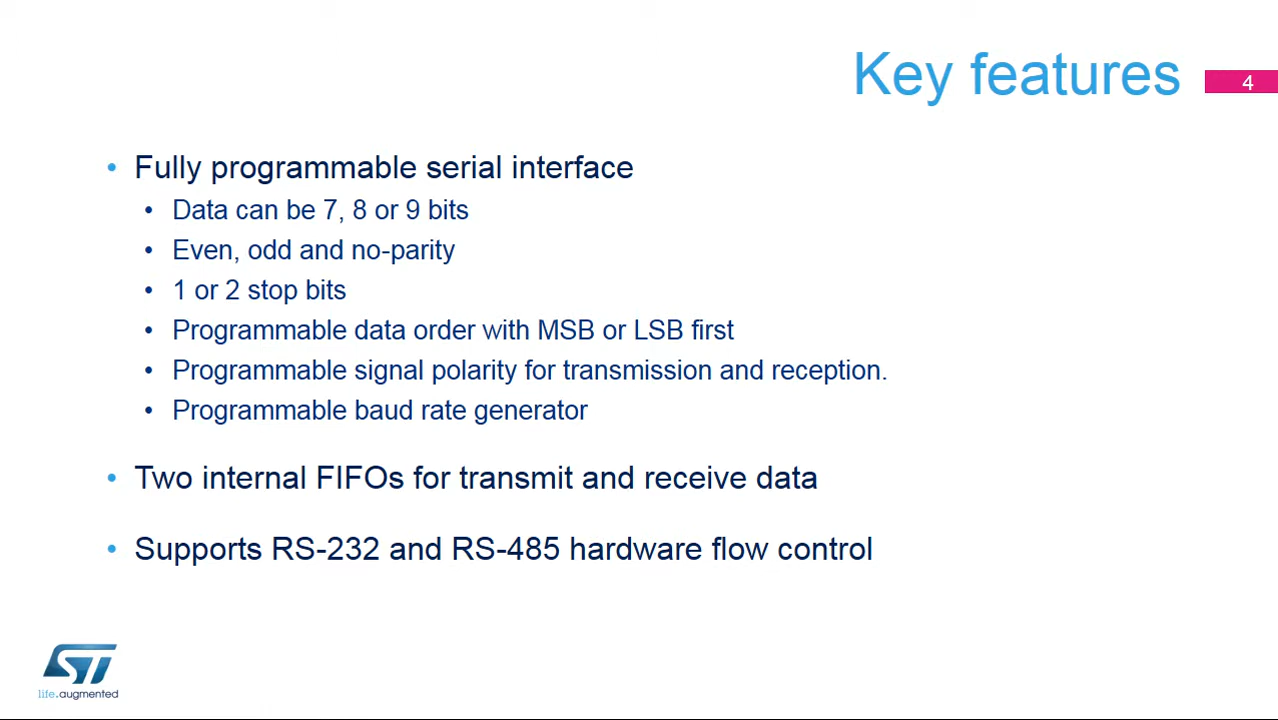 Key features
4
• Fully programmable serial interface
• Data can be 7, 8 or 9 bits
• Even, odd and no-parity
• 1 or 2 stop bits
• Programmable data order with MSB or LSB first
• Programmable signal polarity for transmission and reception.
• Programmable baud rate generator
• Two internal FIFOs for transmit and receive data
• Supports RS-232 and RS-485 hardware flow control
ST
life.augmented